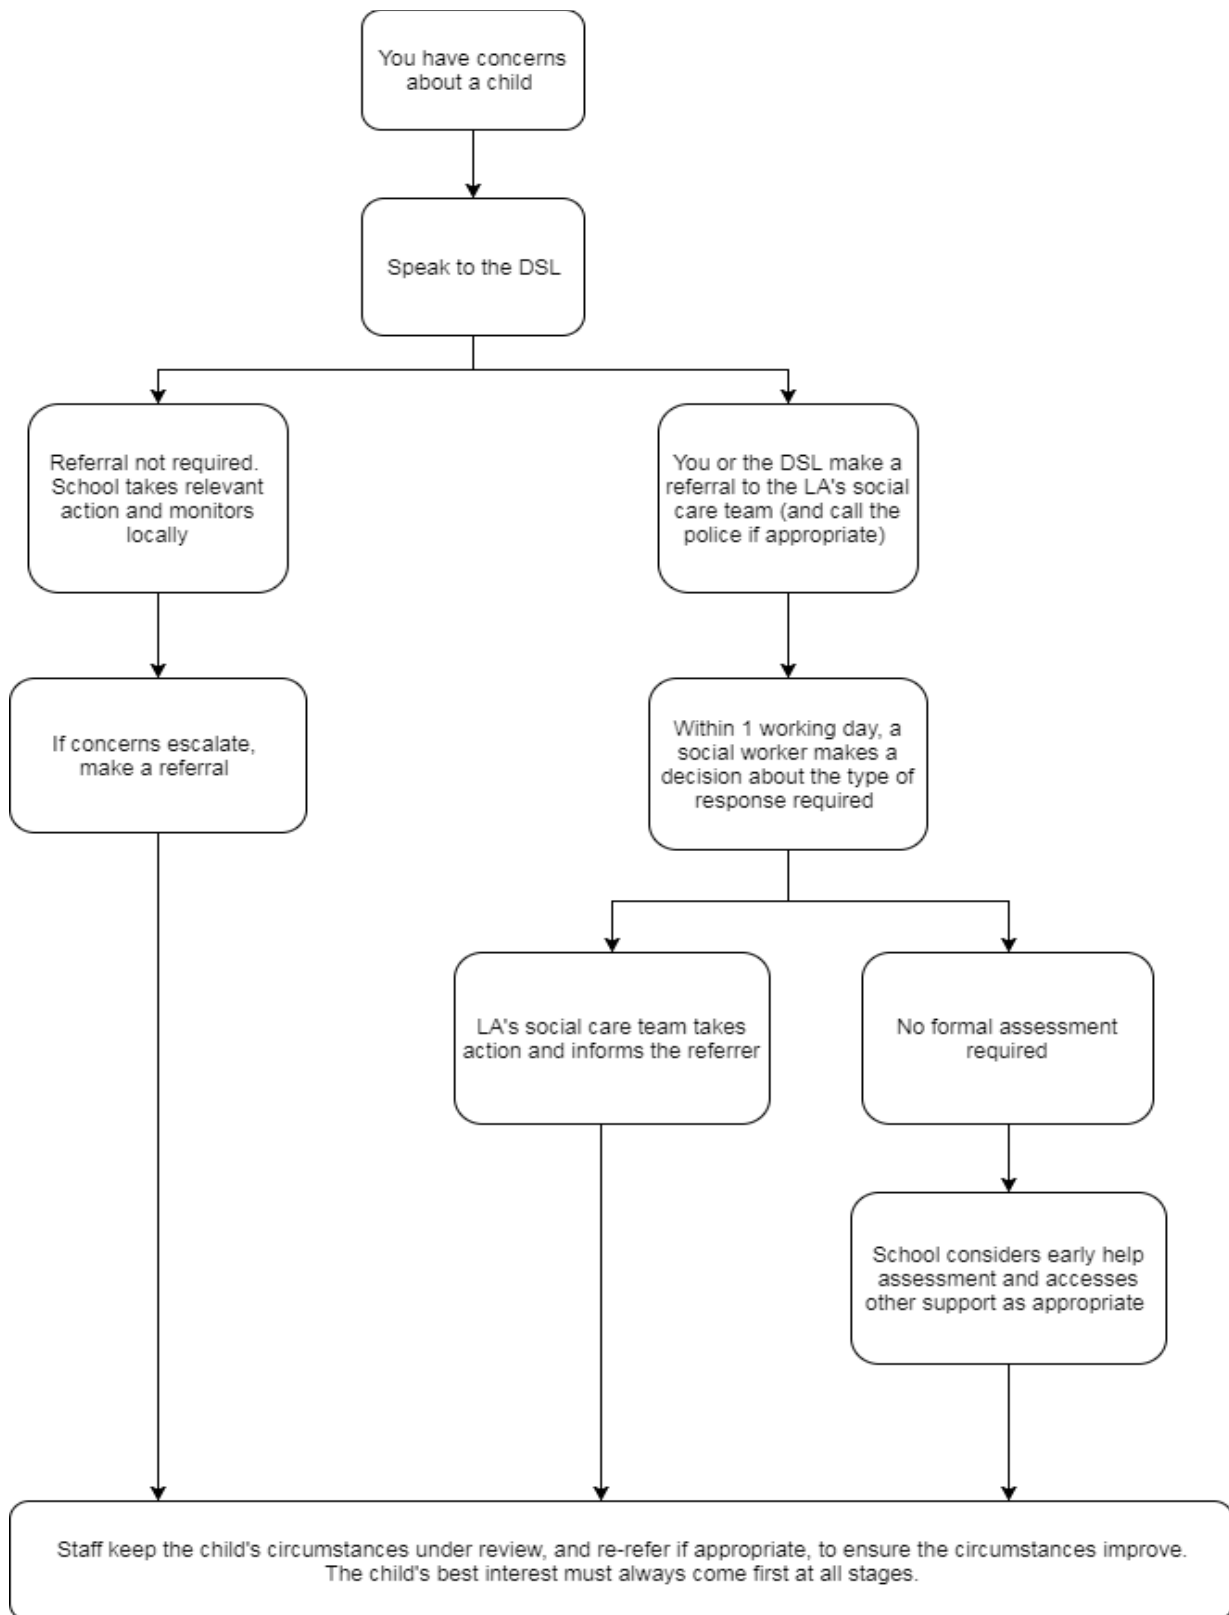 You have concerns
about a child
Speak to the DSL
Referral not required.
School takes relevant
action and monitors
locally
You or the DSL make a
referral to the LA's social
care team (and call the
police if appropriate)
If concerns escalate,
make a referral
Within 1 working day, a
social worker makes a
decision about the type of
response required
LA's social care team takes
action and informs the referrer
No formal assessment
required
School considers early help
assessment and accesses
other support as appropriate
Staff keep the child's circumstances under review, and re-refer if appropriate, to ensure the circumstances improve.
The child's best interest must always come first at all stages.